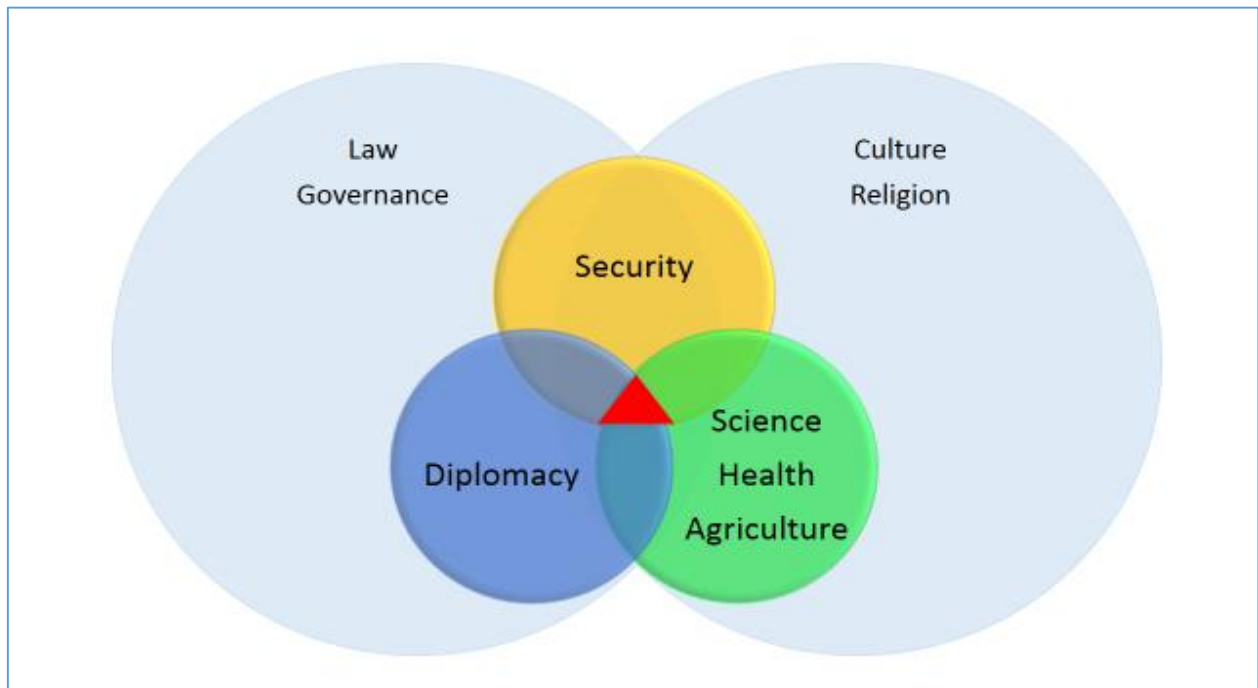 Law
Governance
Culture
Religion
Security
Diplomacy
Science
Health
Agriculture